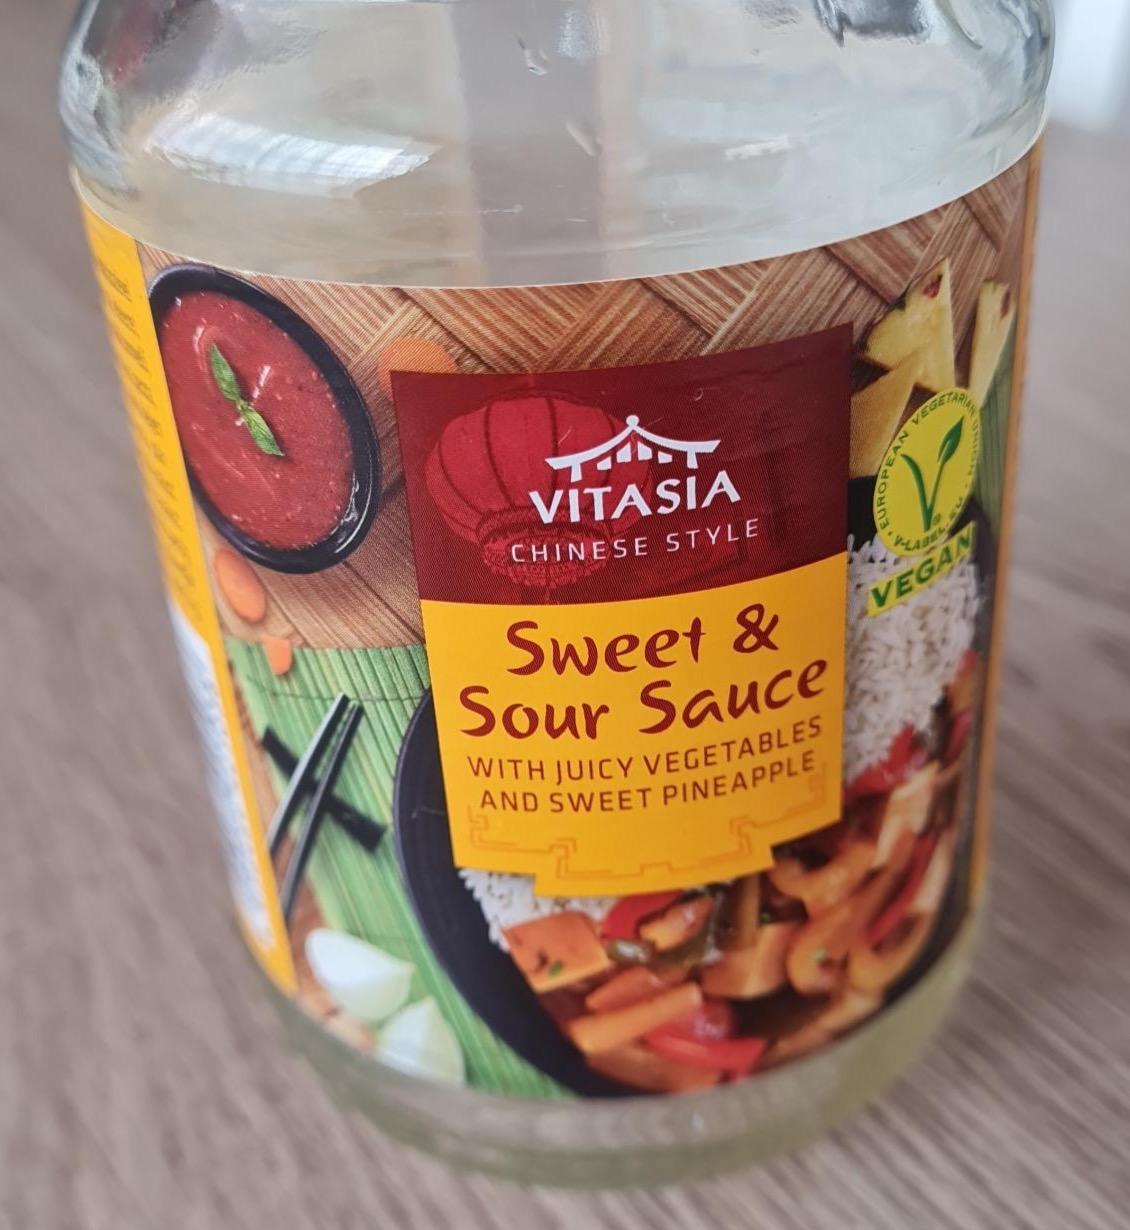 VITASIA
CHINESE STYLE
Sweet &
Sour Sauce
WITH JUICY VEGETABLES
AND SWEET PINEAPPLE
EUROPEAN VEGETARIAN UNION
V-LABEL.EU
VEGAN